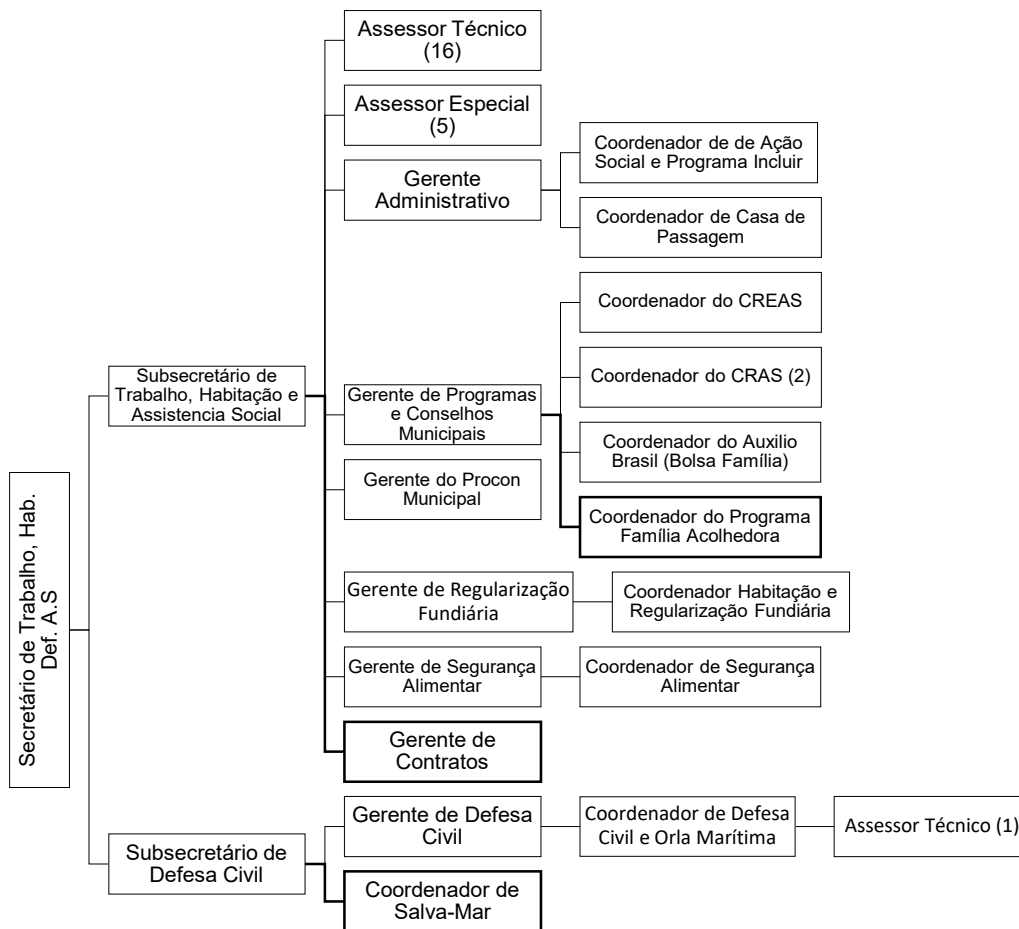 Secretário de Trabalho, Hab.
Def. A.S
Subsecretário de
Trabalho, Habitação e
Assistencia Social
Assessor Técnico
(16)
Assessor Especial
(5)
Gerente
Administrativo
Coordenador de de Ação
Social e Programa Incluir
Coordenador de Casa de
Passagem
Gerente de Programas
e Conselhos
Municipais
Coordenador do CREAS
Coordenador do CRAS (2)
Coordenador do Auxilio
Brasil (Bolsa Família)
Coordenador do Programa
Família Acolhedora
Gerente do Procon
Municipal
Gerente de Regularização
Fundiária
Coordenador Habitação e
Regularização Fundiária
Gerente de Segurança
Alimentar
Coordenador de Segurança
Alimentar
Gerente de
Contratos
Subsecretário de
Defesa Civil
Gerente de Defesa
Civil
Coordenador de Defesa
Civil e Orla Marítima
Assessor Técnico (1)
Coordenador de
Salva-Mar